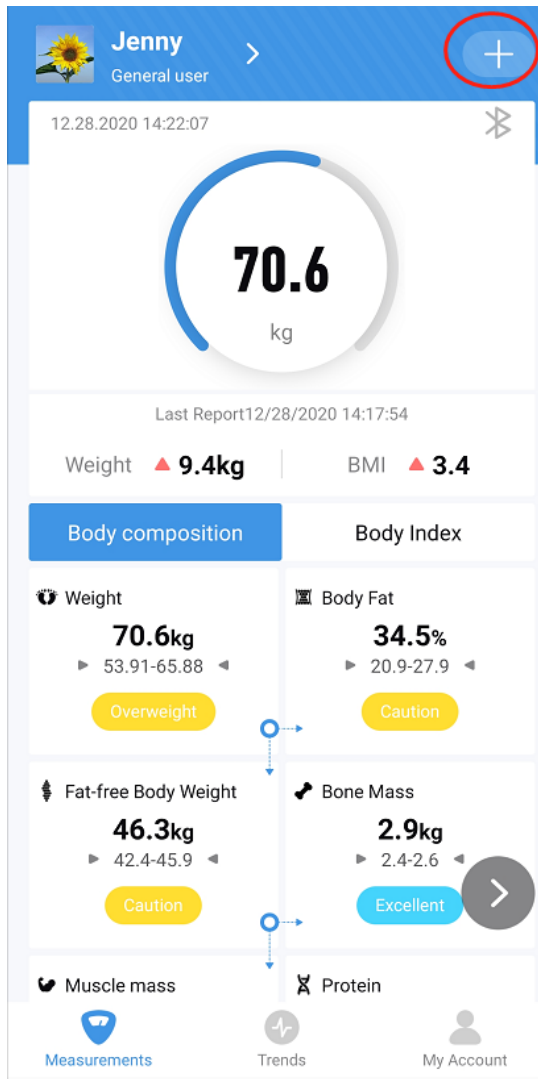 Jenny
General user
12.28.2020 14:22:07
70.6
kg
Last Report12/28/2020 14:17:54
Weight 9.4kg BMI 3.4
Body composition Body Index
Weight
70.6kg
53.91-65.88
Overweight
Body Fat
34.5%
20.9-27.9
Caution
Fat-free Body Weight
46.3kg
42.4-45.9
Caution
Bone Mass
2.9kg
2.4-2.6
Excellent
Muscle mass
Protein
Measurements Trends My Account